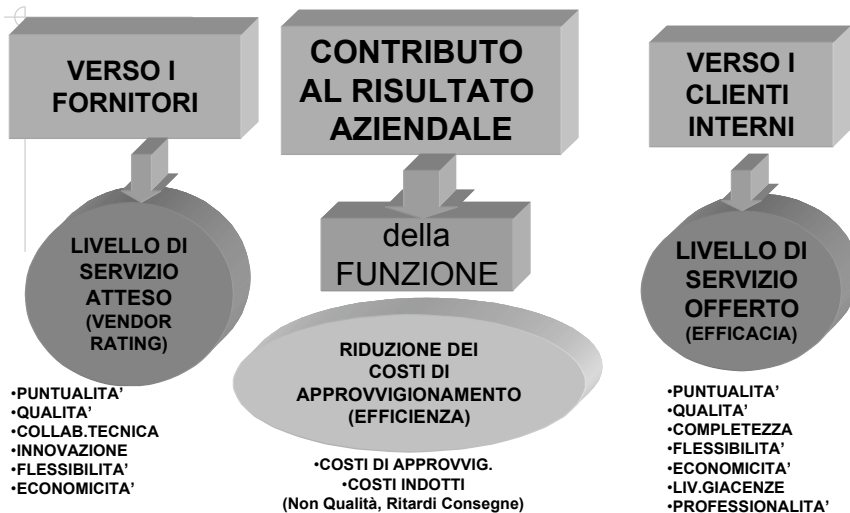 VERSO I
FORNITORI
LIVELLO DI
SERVIZIO
ATTESO
(VENDOR
RATING)
•PUNTUALITA’
•QUALITA’
•COLLAB.TECNICA
•INNOVAZIONE
•FLESSIBILITA’
•ECONOMICITA’
CONTRIBUTO
AL RISULTATO
AZIENDALE
della
FUNZIONE
RIDUZIONE DEI
COSTI DI
APPROVVIGIONAMENTO
(EFFICIENZA)
•COSTI DI APPROVVIG.
•COSTI INDOTTI
(Non Qualità, Ritardi Consegne)
VERSO I
CLIENTI
INTERNI
LIVELLO DI
SERVIZIO
OFFERTO
(EFFICACIA)
•PUNTUALITA’
•QUALITA’
•COMPLETEZZA
•FLESSIBILITA’
•ECONOMICITA’
•LIV.GIACENZE
•PROFESSIONALITA’